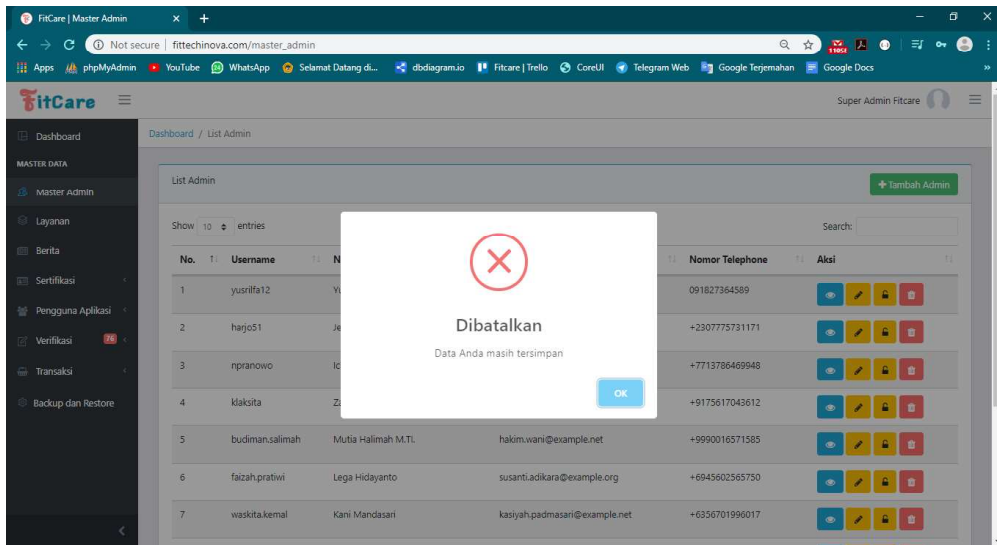 FitCare | Master Admin
Not secure | fittechinova.com/master_admin
Apps phpMyAdmin YouTube WhatsApp Selamat Datang di... dbdiagram.io Fitcare | Trello CoreUI Telegram Web Google Terjemahan Google Docs »
FitCare Super Admin Fitcare
Dashboard Dashboard / List Admin
MASTER DATA
Master Admin List Admin Tambah Admin
Layanan Show 10 entries Search:
Berita No. Username N Nomor Telephone Aksi
Sertifikasi 1 yusrilfa12 091827364589
Pengguna Aplikasi 2 harjo51 Je +2307775731171
Verifikasi 76
Transaksi 3 npranowo +7713786469948
Backup dan Restore 4 klaksita +9175617043612
Dibatalkan
Data Anda masih tersimpan
OK
5 budiman.salimah Mutia Halimah M.TI. hakim.wani@example.net +9990016571585
6 faizah.pratiwi Lega Hidayanto susanti.adikara@example.org +6945602565750
7 waskita.kemal Kani Mandasari kasiyah.padmasari@example.net +6356701996017